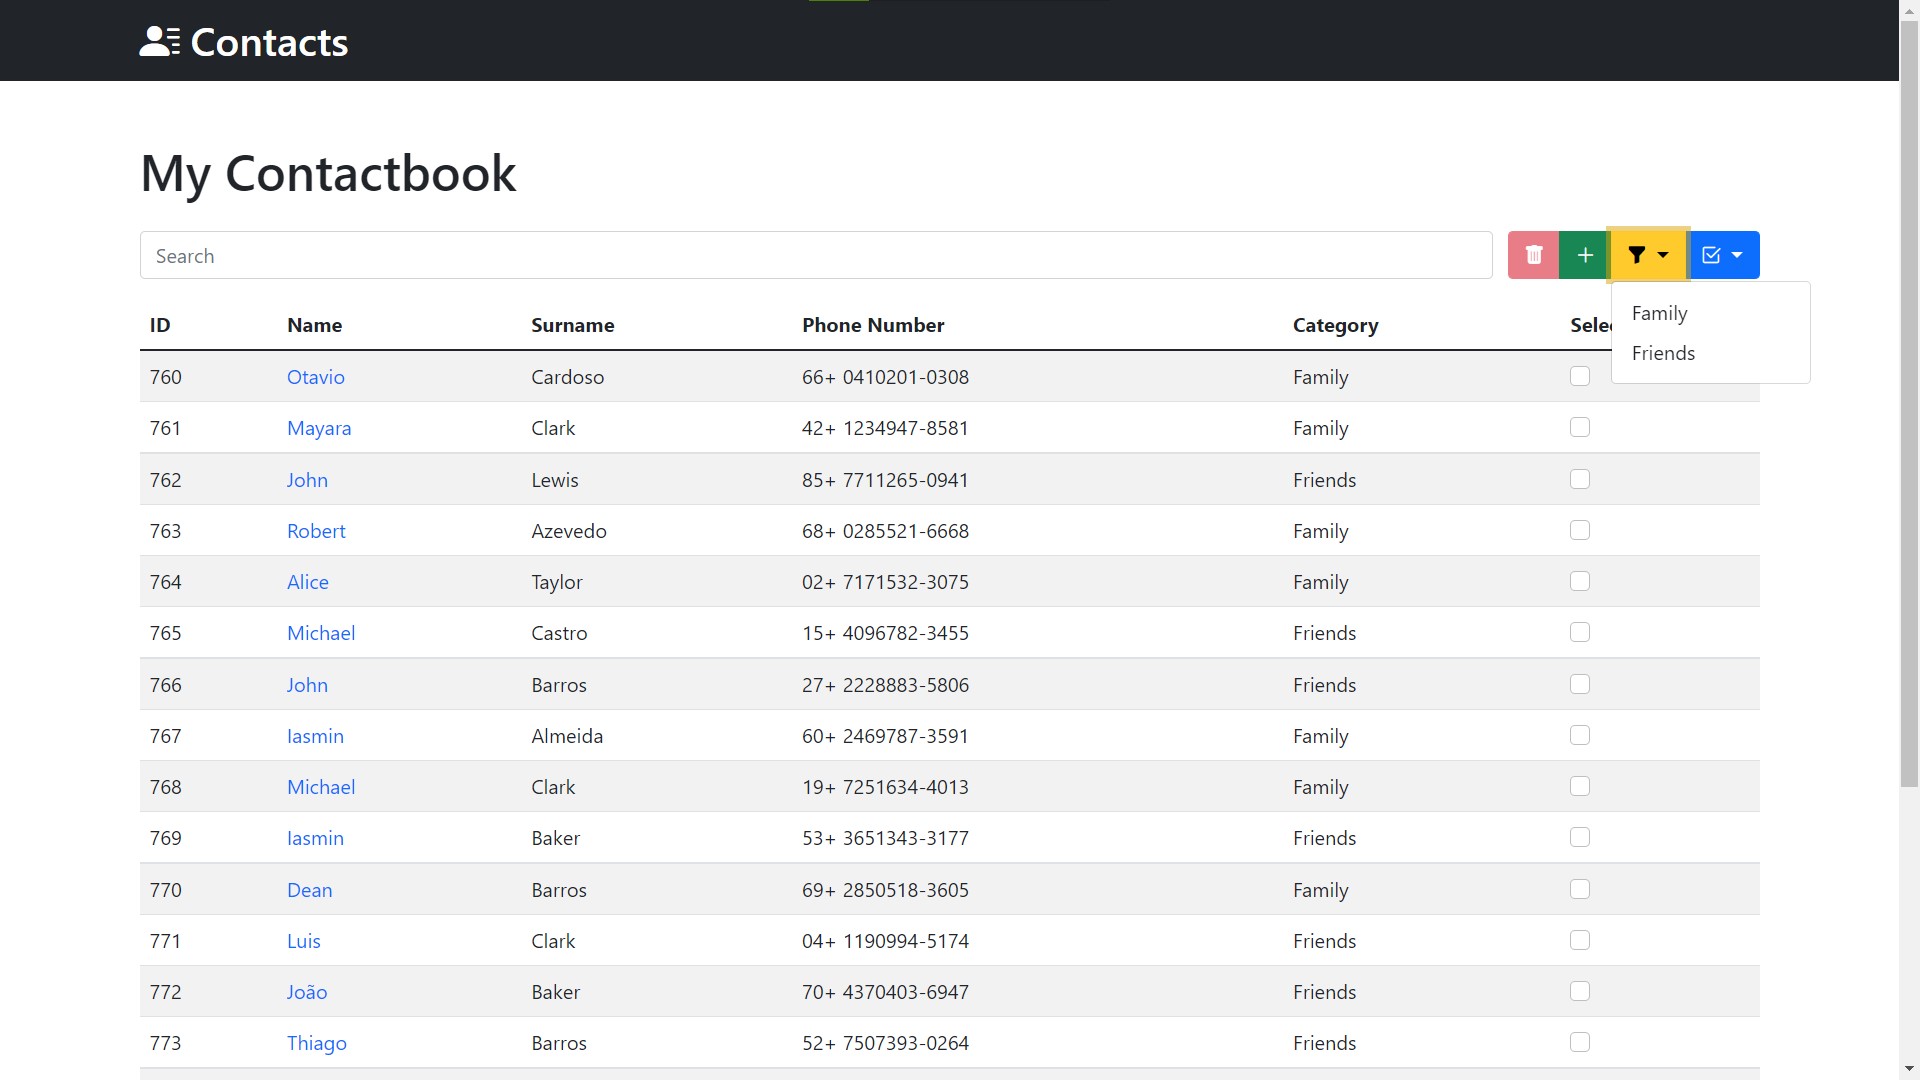 Contacts
My Contactbook
Search
Family
Friends
ID Name Surname Phone Number Category
760 Otavio Cardoso 66+ 0410201-0308 Family
761 Mayara Clark 42+ 1234947-8581 Family
762 John Lewis 85+ 7711265-0941 Friends
763 Robert Azevedo 68+ 0285521-6668 Family
764 Alice Taylor 02+ 7171532-3075 Family
765 Michael Castro 15+ 4096782-3455 Friends
766 John Barros 27+ 2228883-5806 Friends
767 Iasmin Almeida 60+ 2469787-3591 Family
768 Michael Clark 19+ 7251634-4013 Family
769 Iasmin Baker 53+ 3651343-3177 Friends
770 Dean Barros 69+ 2850518-3605 Family
771 Luis Clark 04+ 1190994-5174 Friends
772 João Baker 70+ 4370403-6947 Friends
773 Thiago Barros 52+ 7507393-0264 Friends